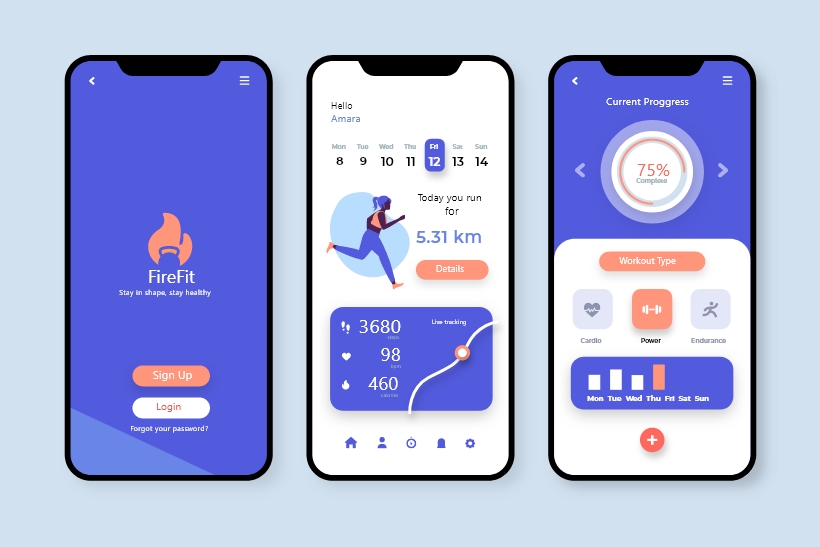 FireFit
Stay in shape, stay healthy
Sign Up
Login
Forgot your password?
Hello
Amara
Mon Tue Wed Thu Fri Sat Sun
8 9 10 11 12 13 14
Today you run
for
5.31 km
Details
3680
98
bpm
460
Live tracking
Current Proggress
75%
Complete
Workout Type
Cardio Power Endurance
Mon Tue Wed Thu Fri Sat Sun